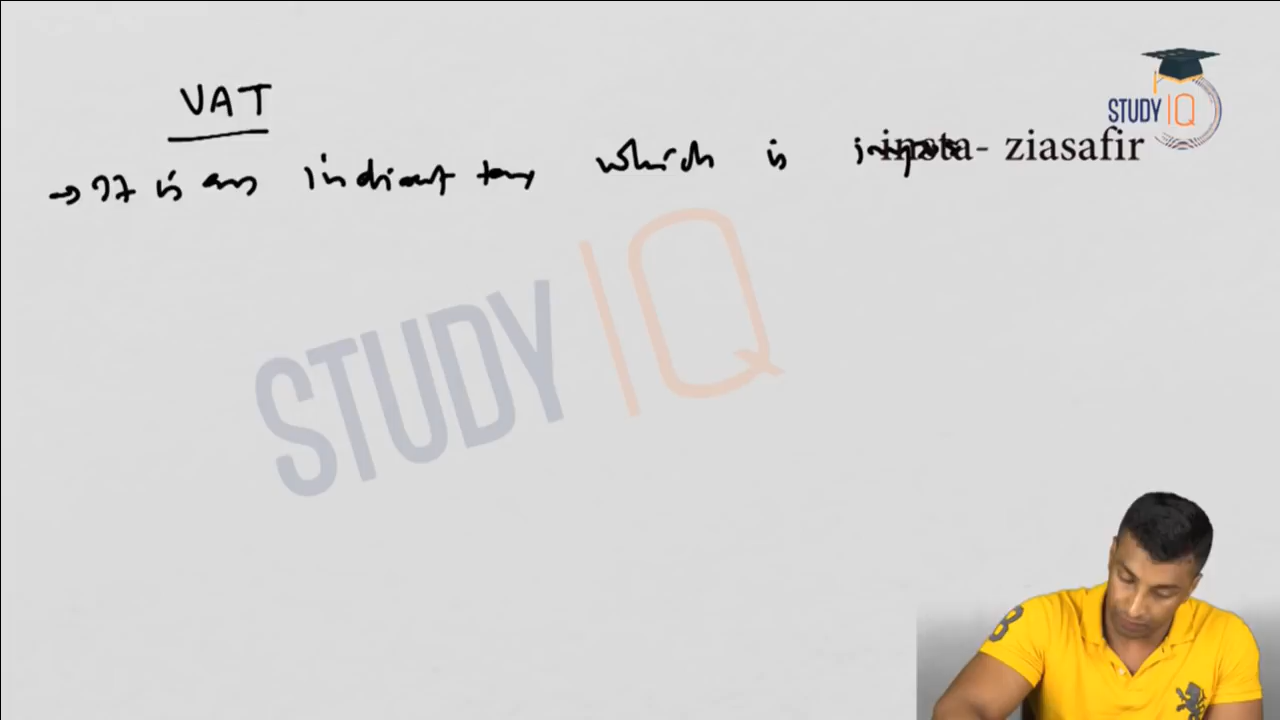 VAT
STUDY IQ
→ It is an indirect tax which is
insta- ziasafir
STUDY IQ